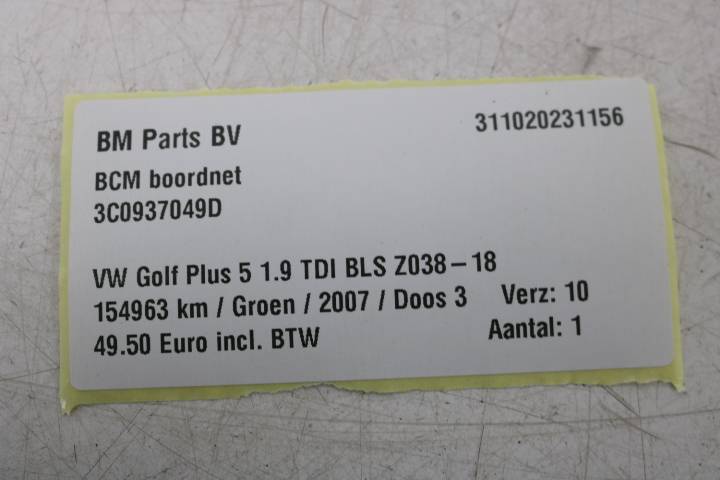 BM Parts BV 311020231156
BCM boordnet
3C0937049D
VW Golf Plus 5 1.9 TDI BLS Z038-18
154963 km / Groen / 2007 / Doos 3 Verz: 10
49.50 Euro incl. BTW Aantal: 1